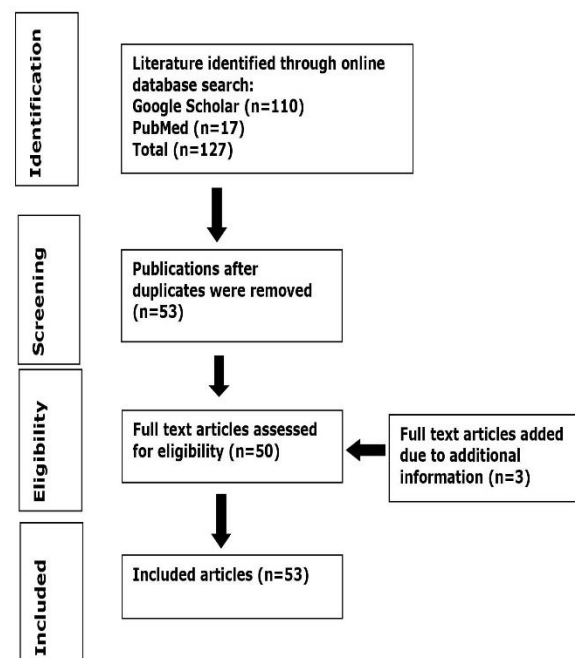 Identification
Literature identified through online
database search:
Google Scholar (n=110)
PubMed (n=17)
Total (n=127)
Screening
Publications after
duplicates were removed
(n=53)
Eligibility
Full text articles assessed
for eligibility (n=50)
Full text articles added
due to additional
information (n=3)
Included
Included articles (n=53)